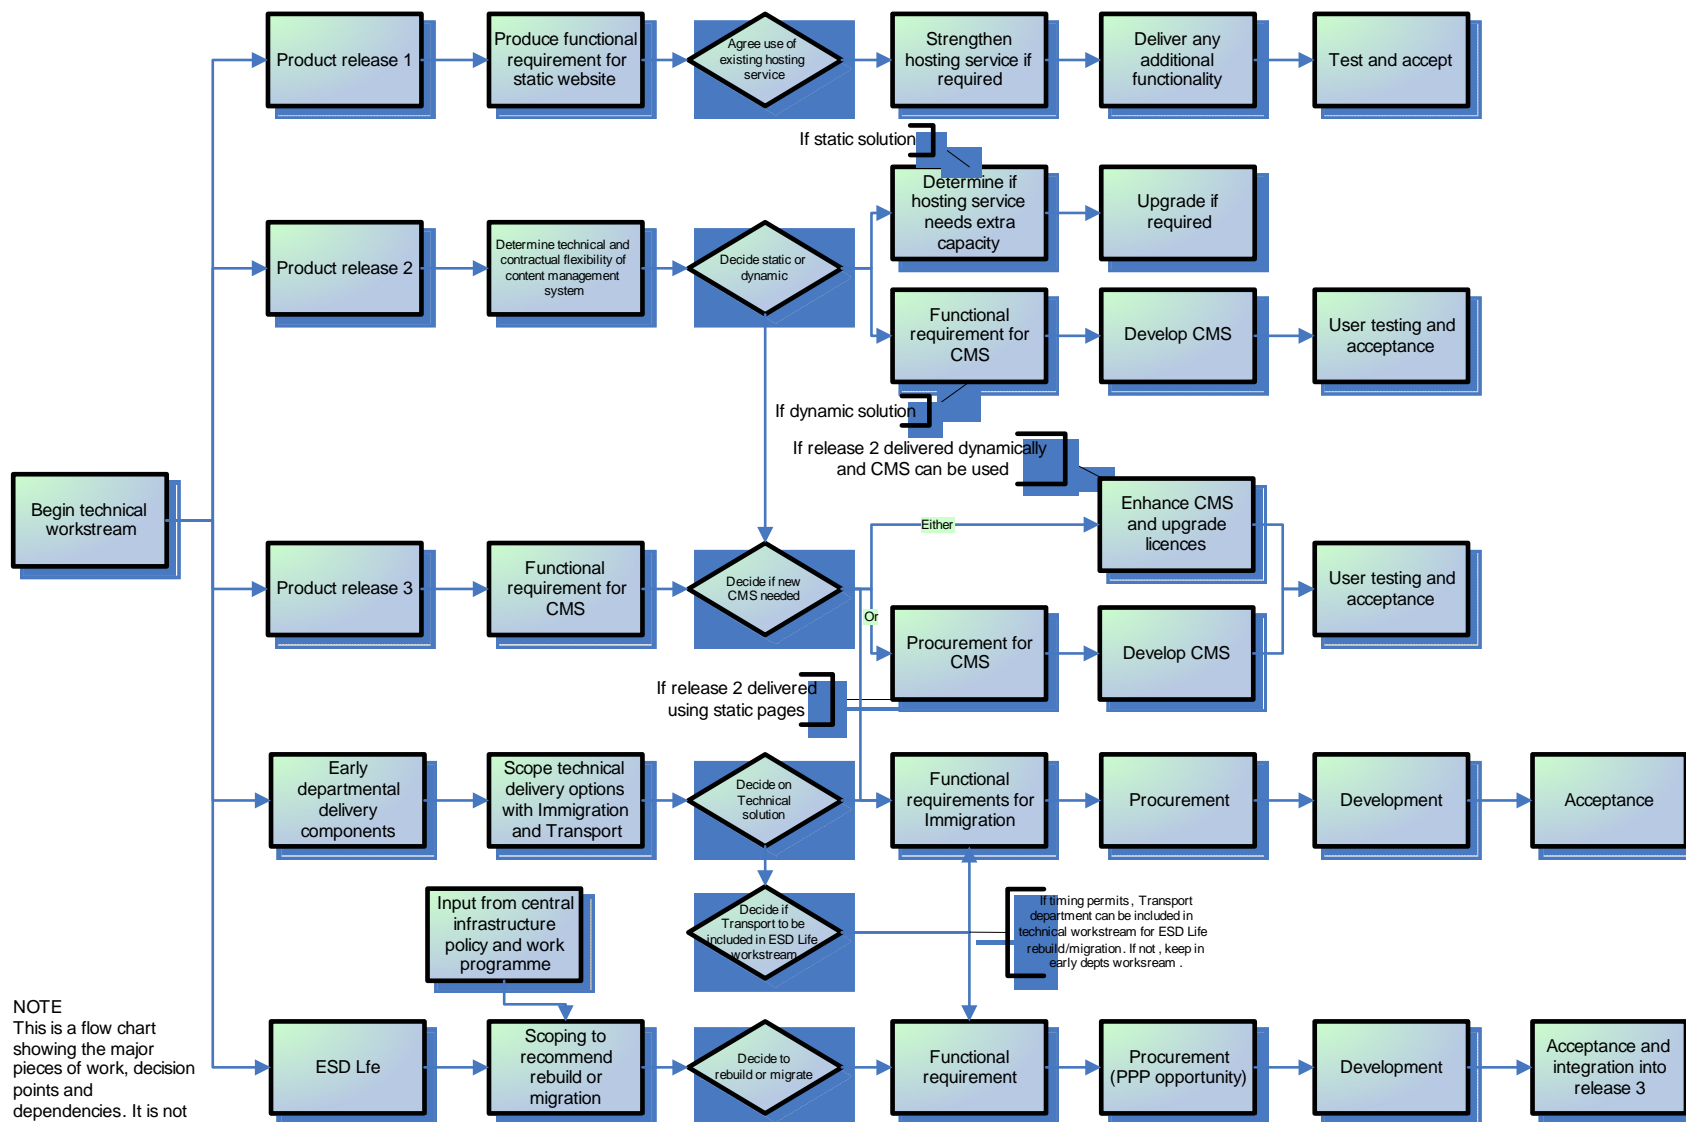 Product release 1
Produce functional
requirement for
static website
Agree use of
existing hosting
service
Strengthen
hosting service if
required
Deliver any
additional
functionality
Test and accept
If static solution
Product release 2
Determine technical and
contractual flexibility of
content management
system
Decide static or
dynamic
Determine if
hosting service
needs extra
capacity
Upgrade if
required
Functional
requirement for
CMS
Develop CMS
User testing and
acceptance
If dynamic solution
If release 2 delivered dynamically
and CMS can be used
Begin technical
workstream
Product release 3
Functional
requirement for
CMS
Decide if new
CMS needed
Either
Or
Enhance CMS
and upgrade
licences
Procurement for
CMS
Develop CMS
User testing and
acceptance
If release 2 delivered
using static pages
Early
departmental
delivery
components
Scope technical
delivery options
with Immigration
and Transport
Decide on
Technical
solution
Functional
requirements for
Immigration
Procurement
Development
Acceptance
Input from central
infrastructure
policy and work
programme
Decide if
Transport to be
included in ESD Life
workstream
If timing permits, Transport
department can be included in
technical workstream for ESD Life
rebuild/migration. If not, keep in
early depts worksream.
ESD Lfe
Scoping to
recommend
rebuild or
migration
Decide to
rebuild or migrate
Functional
requirement
Procurement
(PPP opportunity)
Development
Acceptance and
integration into
release 3
NOTE
This is a flow chart
showing the major
pieces of work, decision
points and
dependencies. It is not